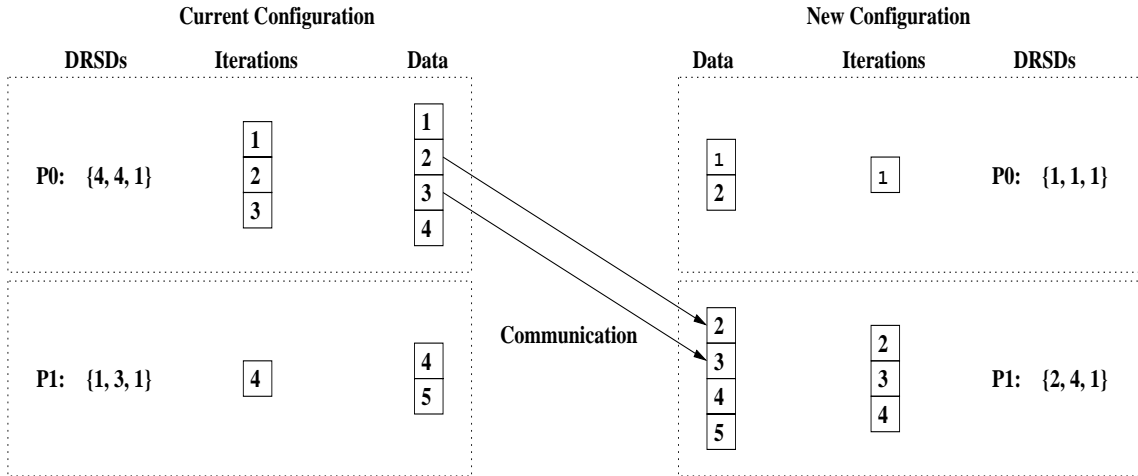 Current Configuration
New Configuration
DRSDs Iterations Data
Data Iterations DRSDs
P0: {4, 4, 1}
1
2
3
1
2
3
4
1
2
1
P0: {1, 1, 1}
Communication
P1: {1, 3, 1}
4
4
5
2
3
4
5
2
3
4
P1: {2, 4, 1}